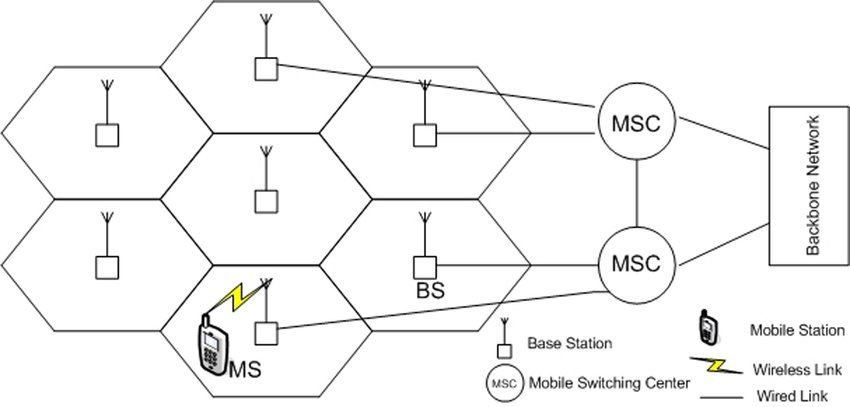 MSC
Backbone Network
MSC
BS
MS
Base Station
MSC
Mobile Switching Center
Mobile Station
Wireless Link
Wired Link